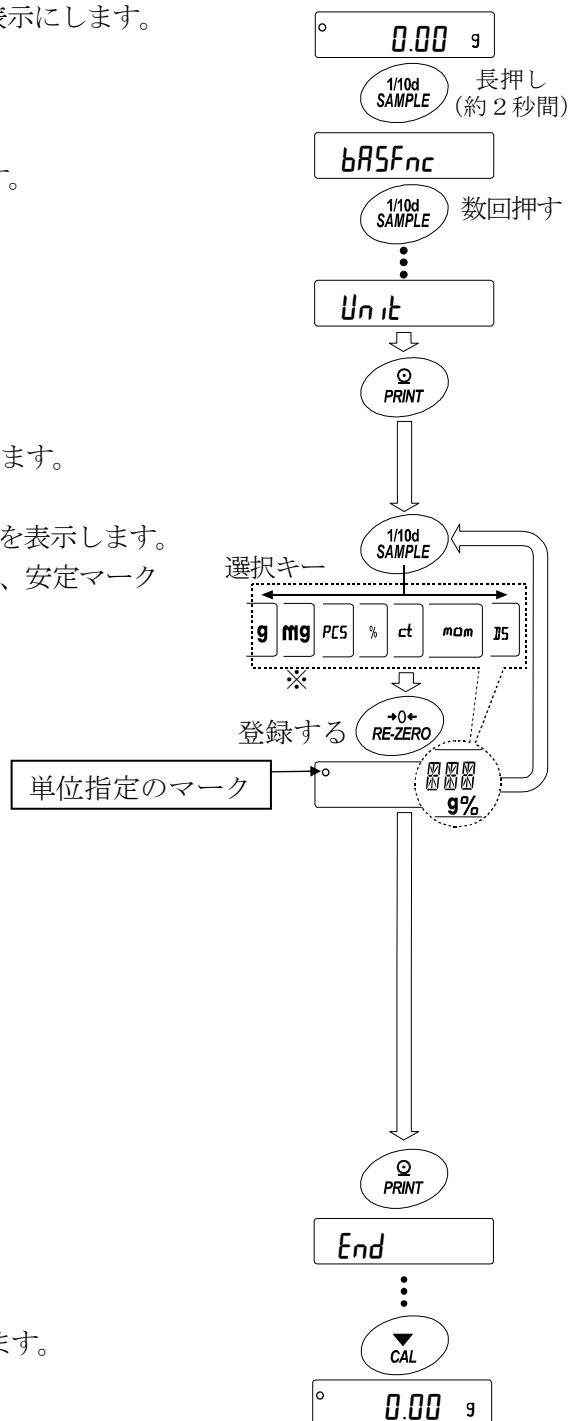 表示にします。
0.00 g
1/10d
SAMPLE
長押し
（約２秒間）
bASFnc
す。
1/10d
SAMPLE
数回押す
Unit
PRINT
ます。
を表示します。
、安定マーク
1/10d
SAMPLE
選択キー
g mg PCS % ct mom DS
※
登録する
→0←
RE-ZERO
単位指定のマーク
g%
PRINT
End
ます。
CAL
0.00 g